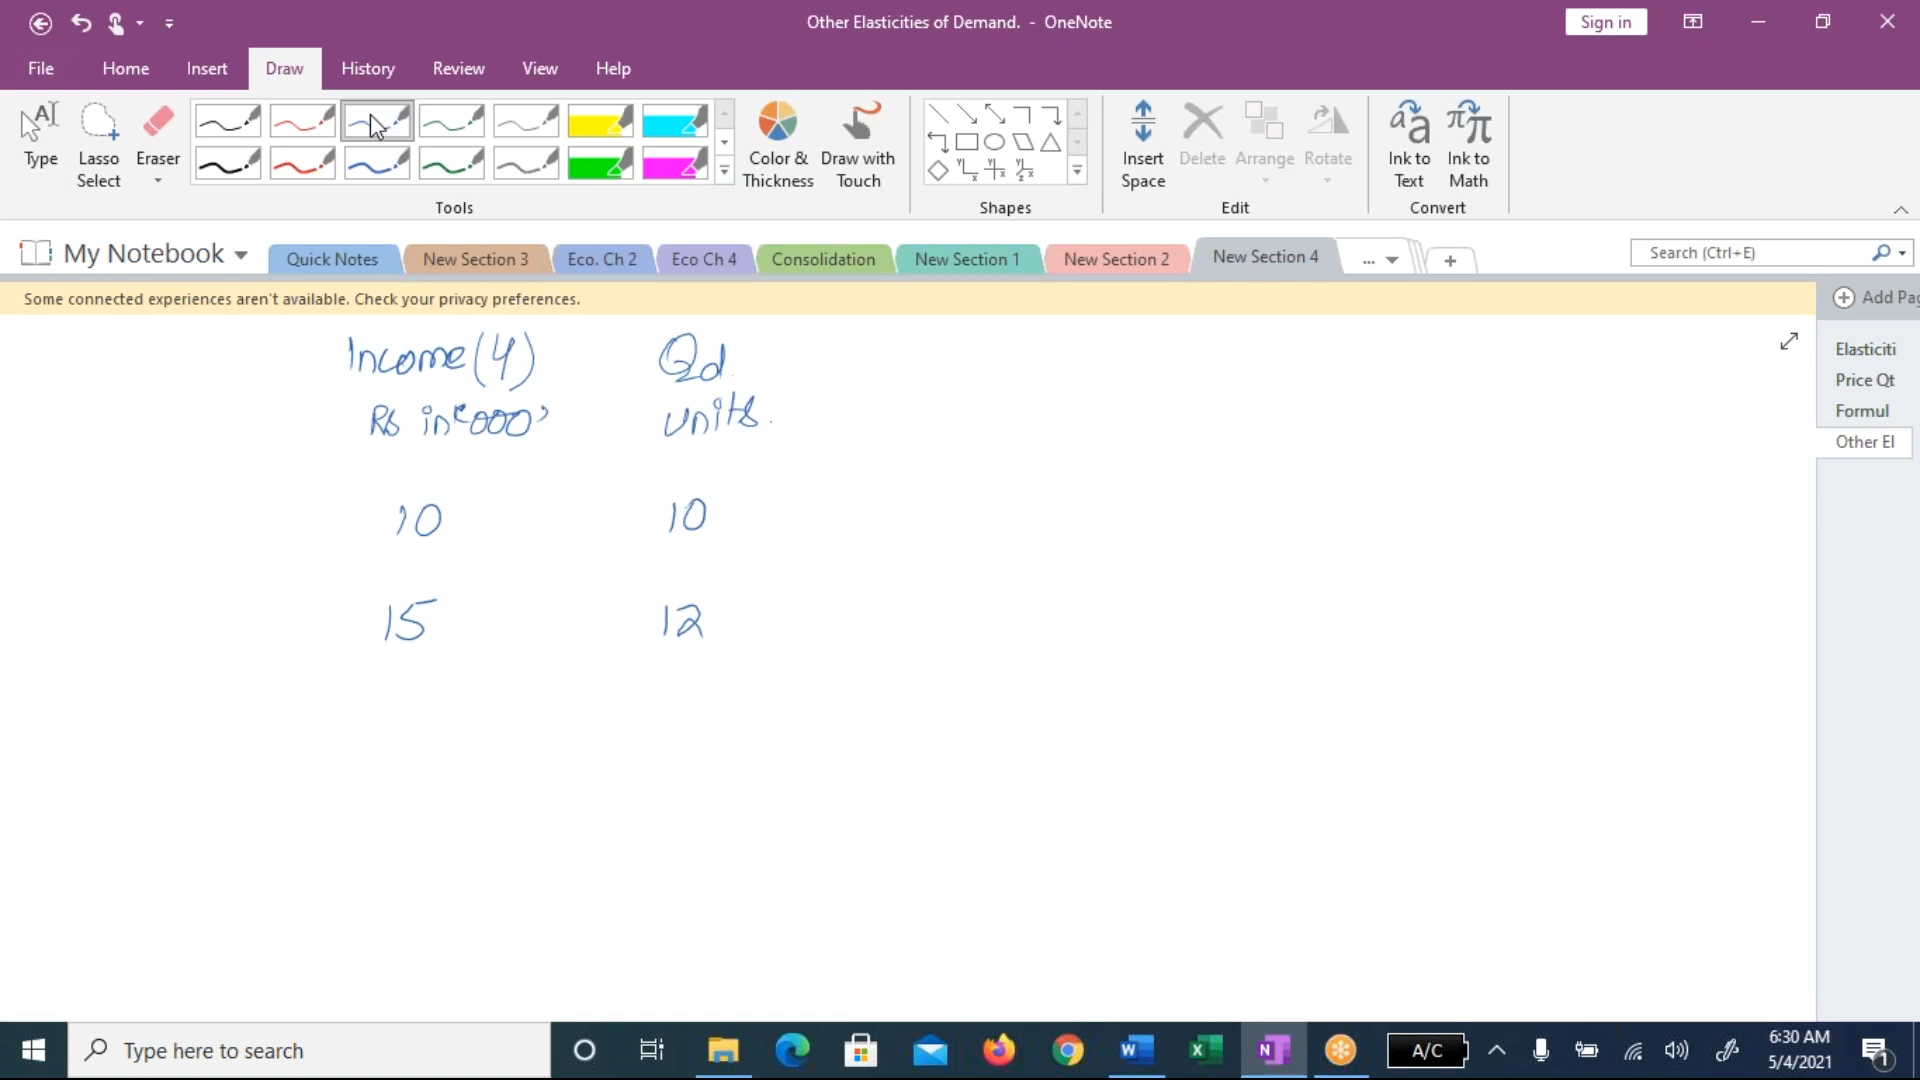 Other Elasticities of Demand. - OneNote
Sign in
File Home Insert Draw History Review View Help
Type
Lasso Select
Eraser
Color & Thickness
Draw with Touch
Insert Space
Delete
Arrange
Rotate
Ink to Text
Ink to Math
Tools Shapes Edit Convert
My Notebook Quick Notes New Section 3 Eco. Ch 2 Eco Ch 4 Consolidation New Section 1 New Section 2 New Section 4 ... Search (Ctrl+E)
Some connected experiences aren't available. Check your privacy preferences.
Add Pag
Elasticiti
Price Qt
Formul
Other El
Income (Y) Qd.
Rs in '000' units.
10 10
15 12
Type here to search
A/C
6:30 AM
5/4/2021
1